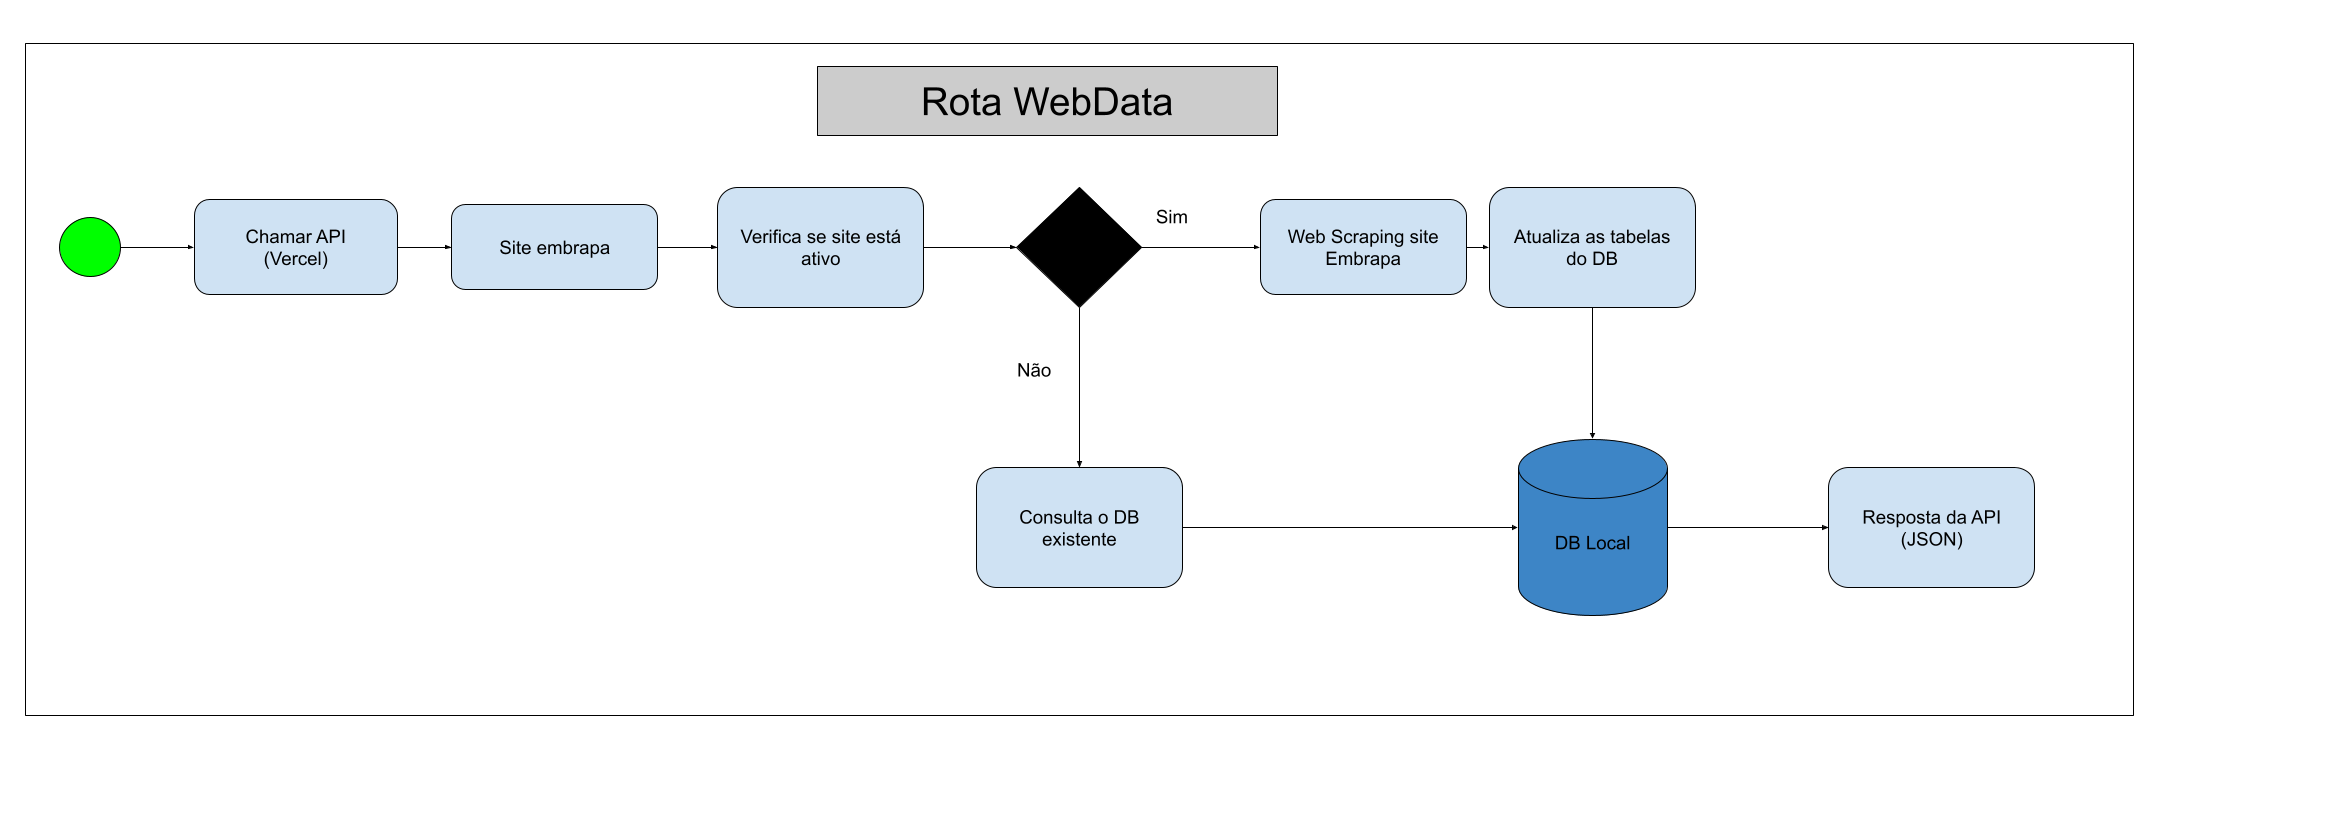 Rota WebData
Chamar API
(Vercel)
Site embrapa
Verifica se site está
ativo
Sim
Web Scraping site
Embrapa
Atualiza as tabelas
do DB
Não
Consulta o DB
existente
DB Local
Resposta da API
(JSON)